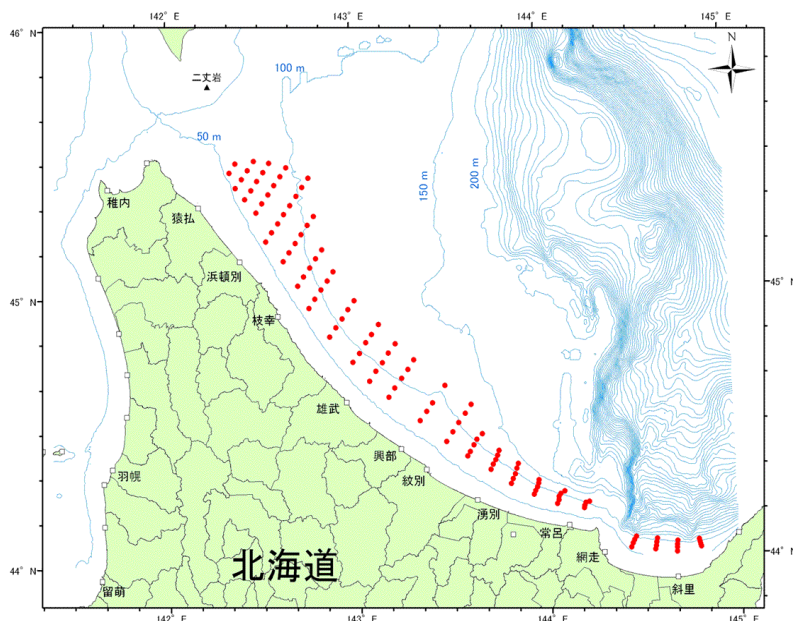 142° E
143° E
144° E
145° E
46° N
N
二丈岩
100 m
50 m
150 m
200 m
稚内
猿払
浜頓別
45° N
45° N
枝幸
雄武
興部
紋別
羽幌
湧別
常呂
網走
北海道
44° N
44° N
留萌
斜里
142° E
143° E
144° E
145° E